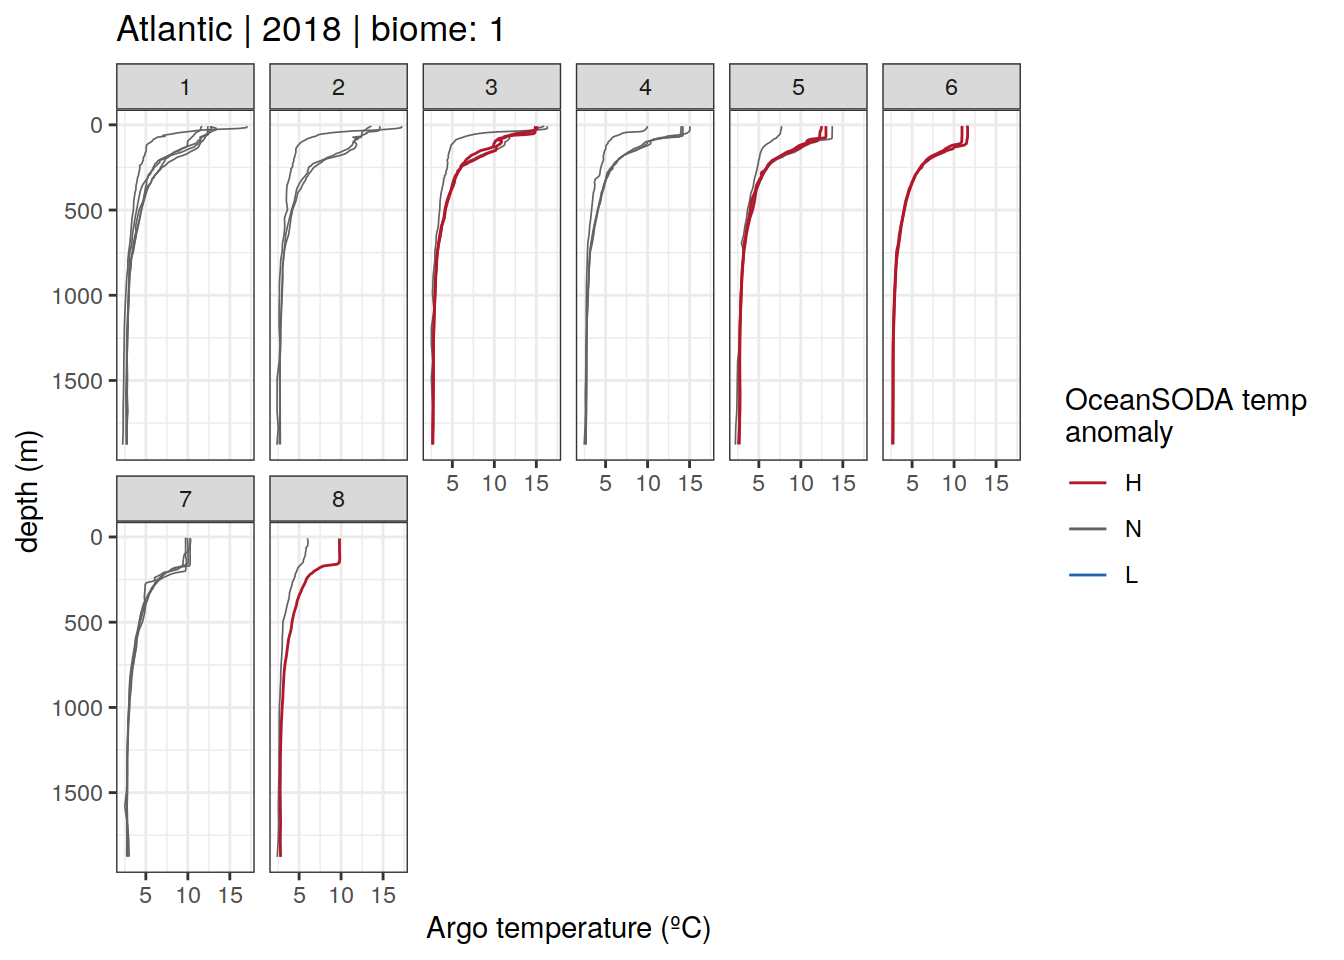 Atlantic | 2018 | biome: 1
1 2 3 4 5 6
0
500
1000
1500
5 10 15 5 10 15 5 10 15 5 10 15
7 8
0
500
1000
1500
5 10 15 5 10 15
Argo temperature (ºC)
depth (m)
OceanSODA temp
anomaly
H
N
L